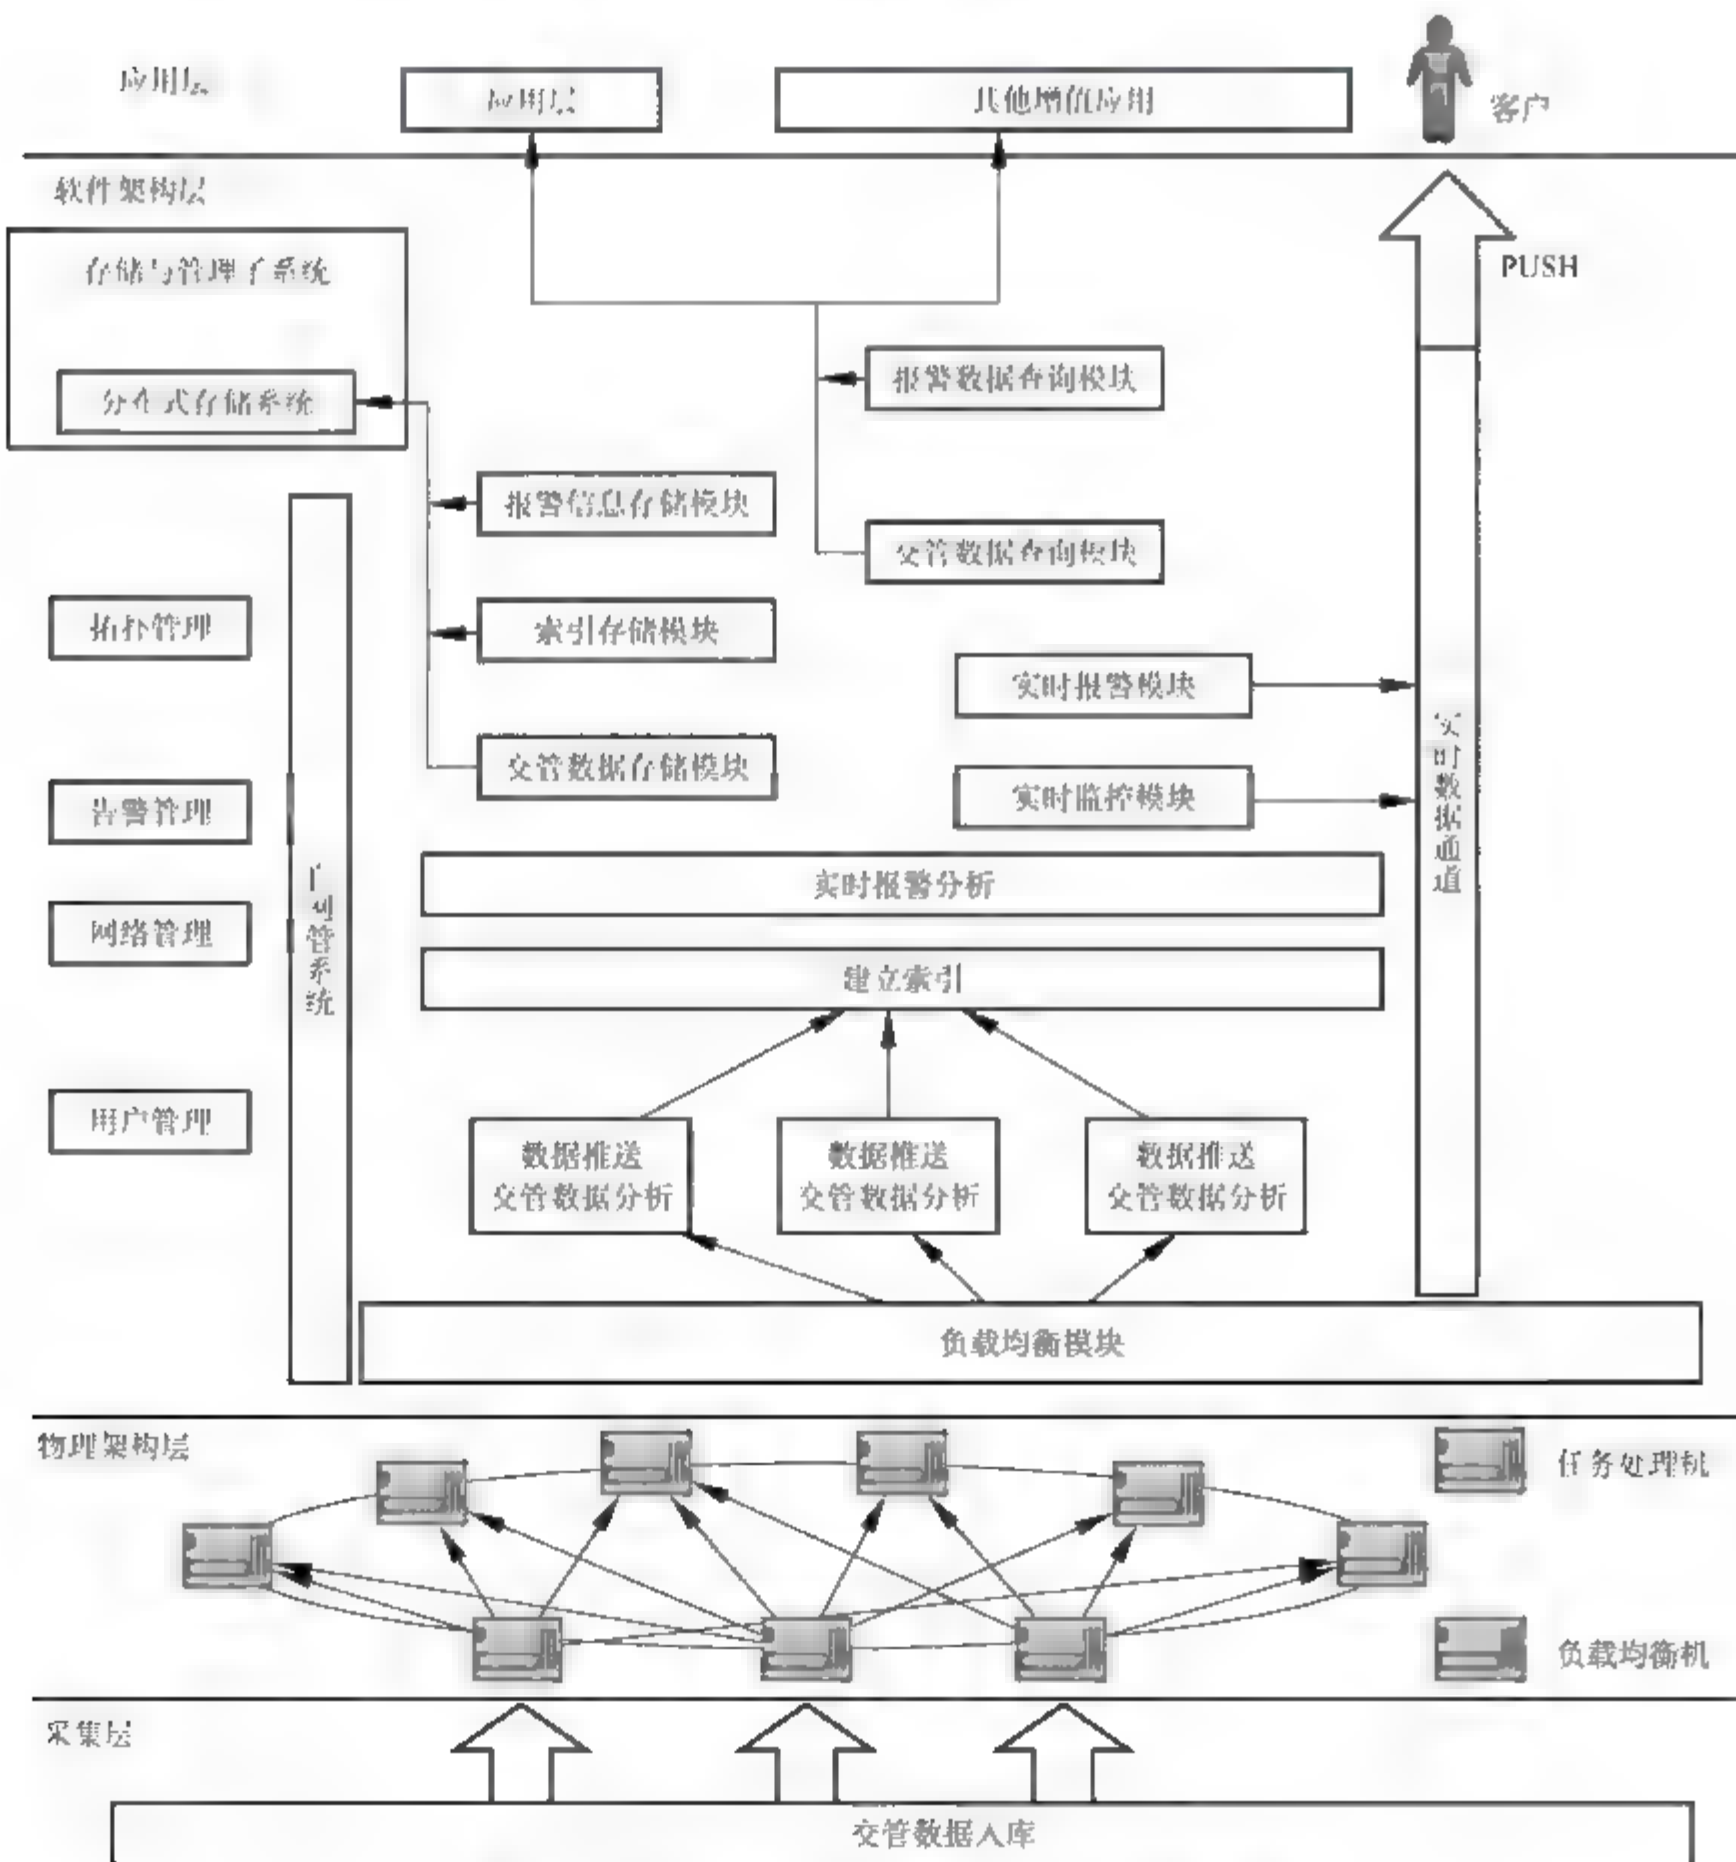 应用层
应用层
其他增值应用
客户
软件架构层
存储与管理子系统
PUSH
分布式存储系统
报警数据查询模块
报警信息存储模块
交管数据查询模块
拓扑管理
索引存储模块
实时报警模块
实时数据通道
交管数据存储模块
实时监控模块
告警管理
实时报警分析
网络管理
管系统
建立索引
用户管理
数据推送
交管数据分析
数据推送
交管数据分析
数据推送
交管数据分析
负载均衡模块
物理架构层
任务处理机
负载均衡机
采集层
交管数据入库